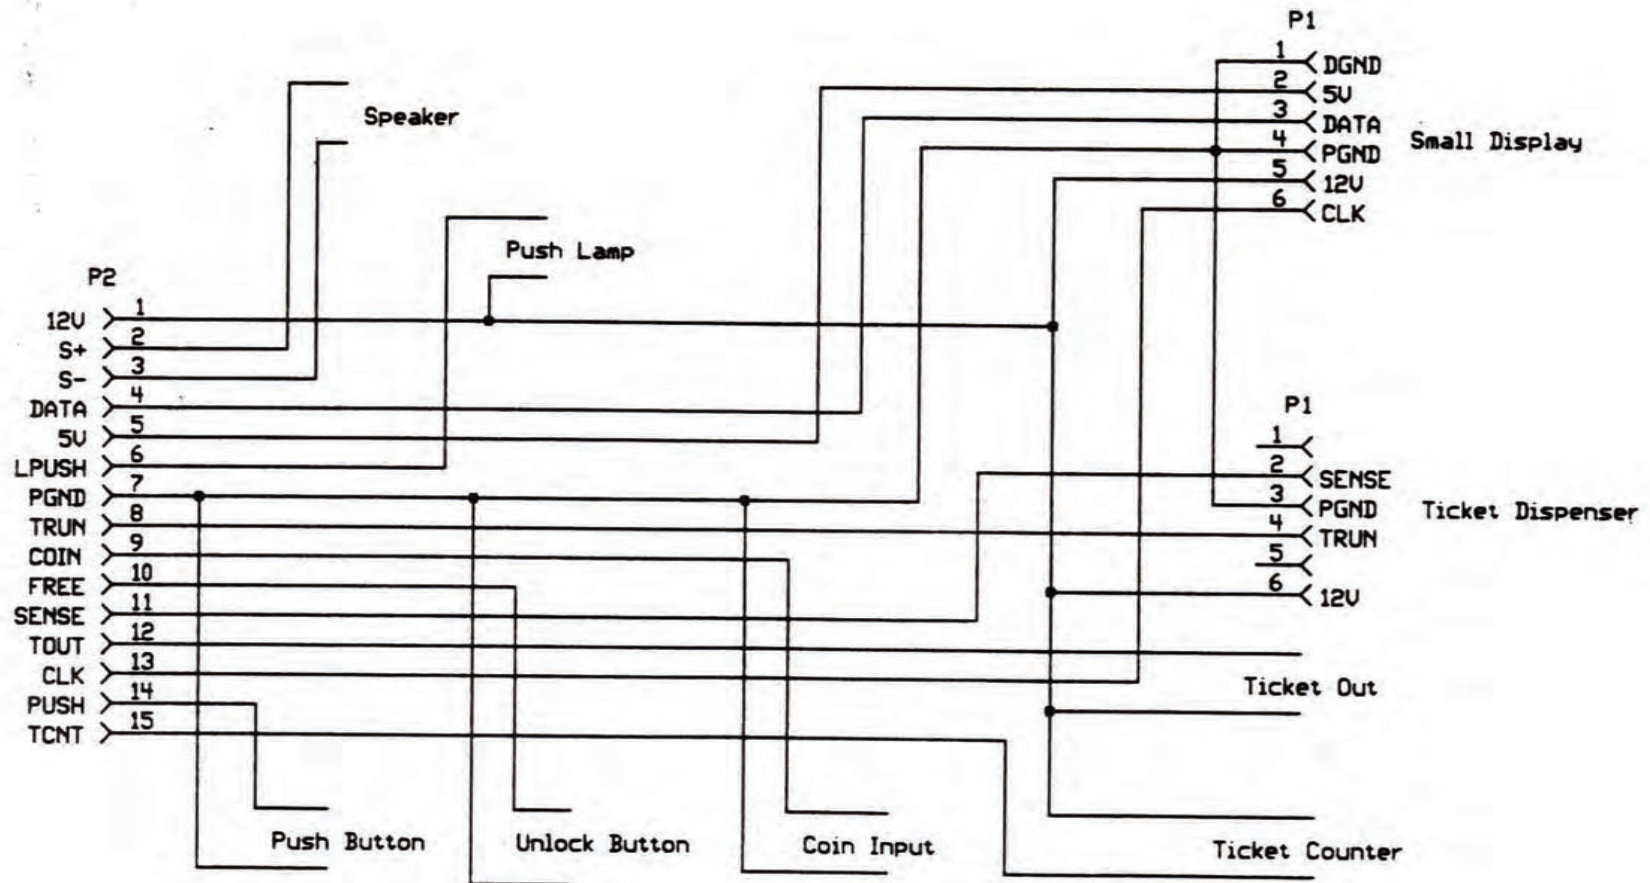 P1
1 DGND
2 5V
3 DATA
4 PGND
5 12V
6 CLK
Small Display
Speaker
Push Lamp
P2
12V 1
S+ 2
S- 3
DATA 4
5V 5
LPUSH 6
PGND 7
TRUN 8
COIN 9
FREE 10
SENSE 11
TOUT 12
CLK 13
PUSH 14
TCNT 15
P1
1
2 SENSE
3 PGND
4 TRUN
5
6 12V
Ticket Dispenser
Ticket Out
Push Button
Unlock Button
Coin Input
Ticket Counter